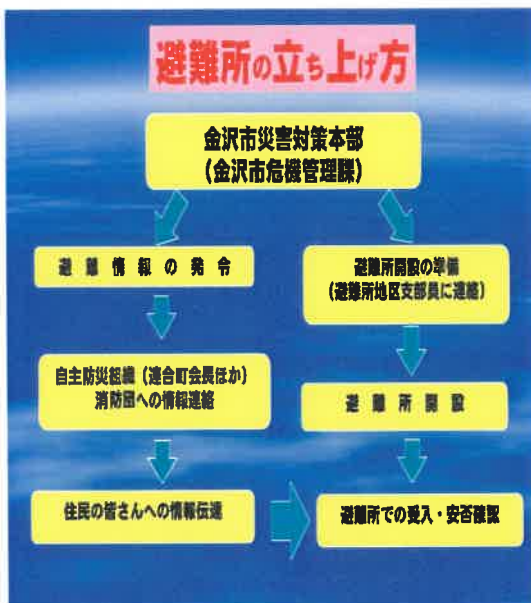 避難所の立ち上げ方
金沢市災害対策本部
(金沢市危機管理課)
避難情報の発令
避難所開設の準備
(避難所地区支部員に連絡)
自主防災組織(連合町会長ほか)
消防団への情報連絡
避難所開設
住民の皆さんへの情報伝達
避難所での受入・安否確認